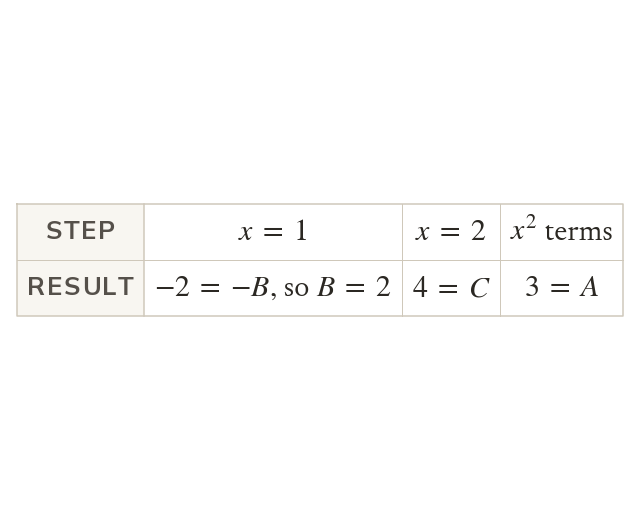 STEP x = 1 x = 2 x² terms
RESULT −2 = −B, so B = 2 4 = C 3 = A